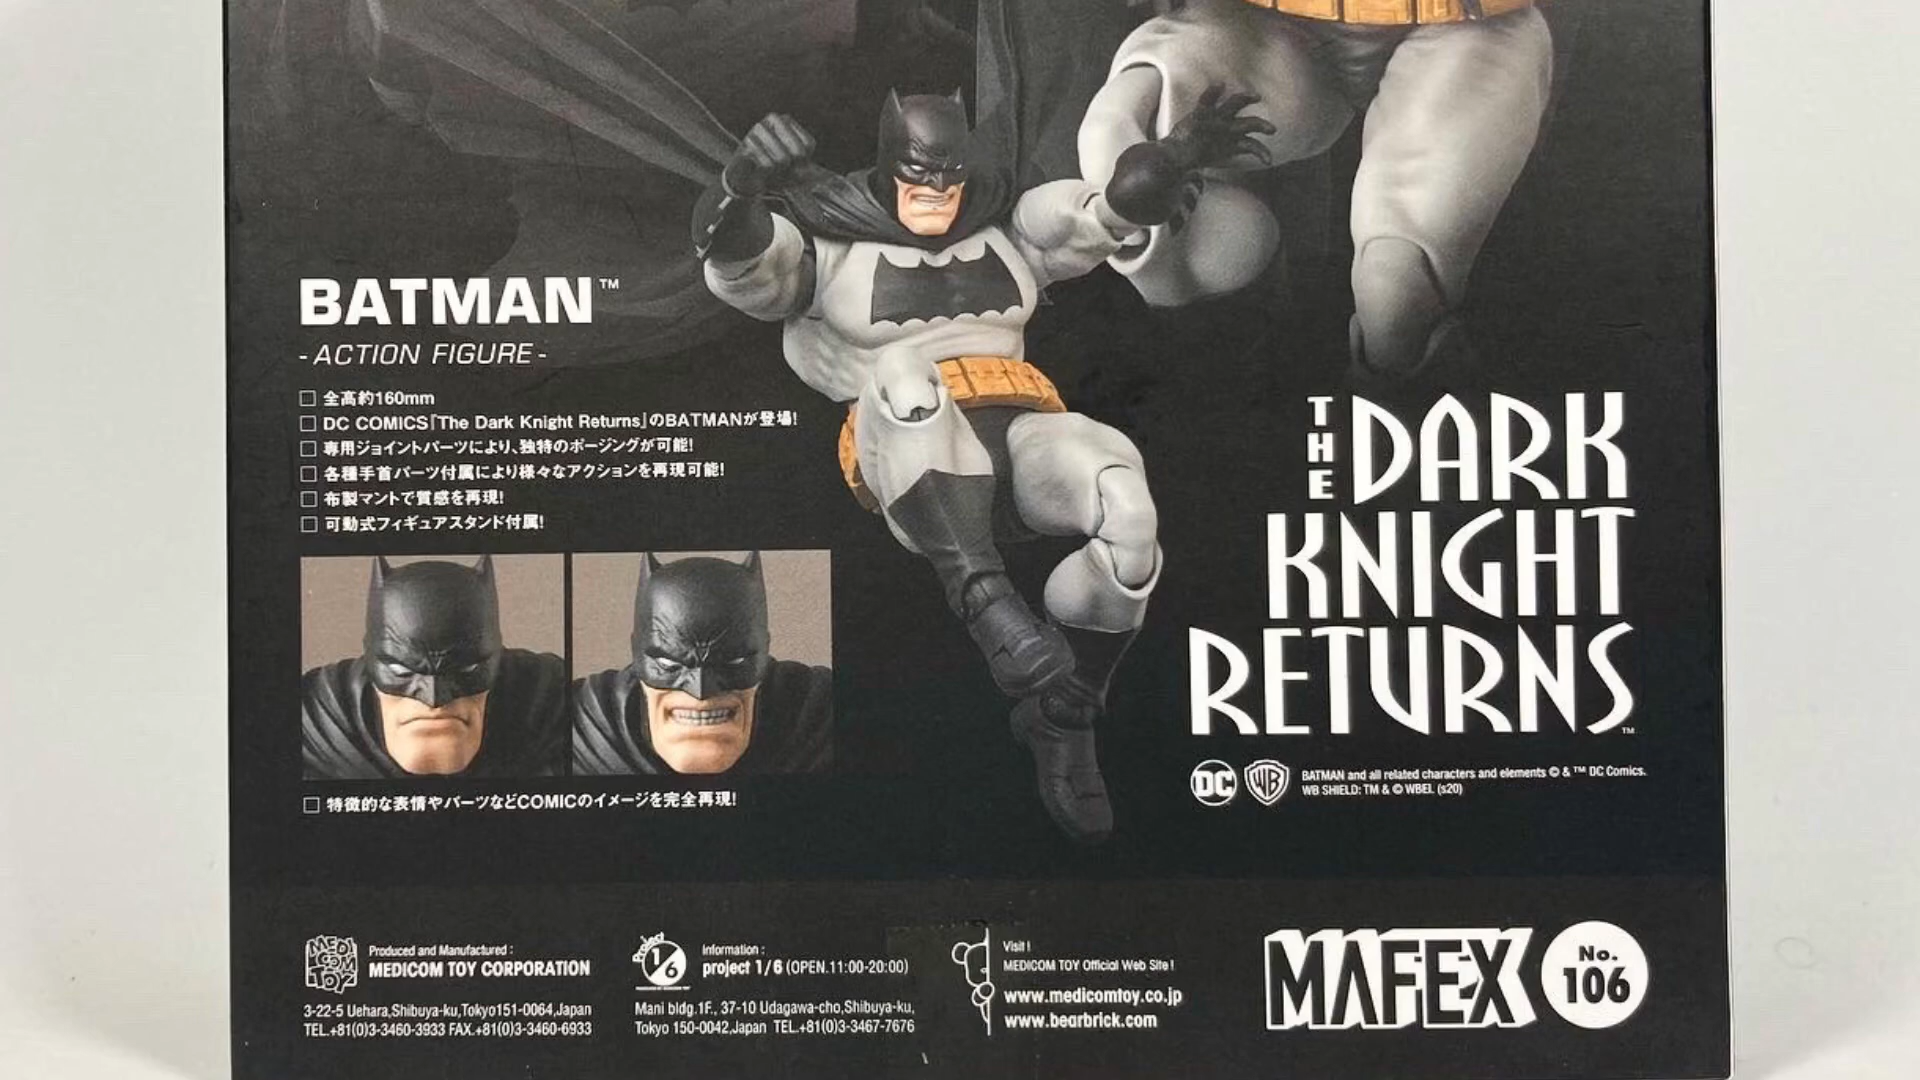 BATMAN™
- ACTION FIGURE -
□ 全高約160mm
□ DC COMICS『The Dark Knight Returns』のBATMANが登場!
□ 専用ジョイントパーツにより、独特のポージングが可能!
□ 各種手首パーツ付属により様々なアクションを再現可能!
□ 布製マントで質感を再現!
□ 可動式フィギュアスタンド付属!
□ 特徴的な表情やパーツなどCOMICのイメージを完全再現!
THE DARK
KNIGHT
RETURNS™
DC WB
BATMAN and all related characters and elements © & ™ DC Comics.
WB SHIELD: TM & © WBEI. (s20)
MEDICOM TOY
Produced and Manufactured :
MEDICOM TOY CORPORATION
3-22-5 Uehara,Shibuya-ku,Tokyo151-0064,Japan
TEL.+81(0)3-3460-3933 FAX.+81(0)3-3460-6933
Project 1/6
Information :
project 1/6 (OPEN.11:00-20:00)
Mani bldg.1F., 37-10 Udagawa-cho,Shibuya-ku,
Tokyo 150-0042,Japan TEL.+81(0)3-3467-7676
Visit !
MEDICOM TOY Official Web Site !
www.medicomtoy.co.jp
www.bearbrick.com
MAFEX
No.
106